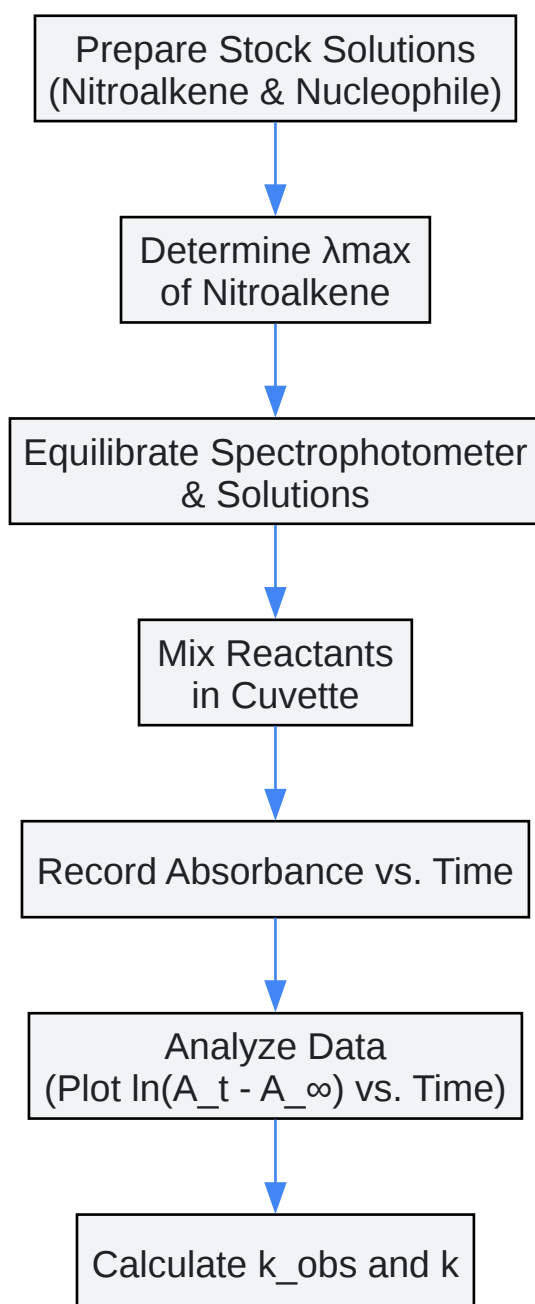 Prepare Stock Solutions
(Nitroalkene & Nucleophile)
Determine λmax
of Nitroalkene
Equilibrate Spectrophotometer
& Solutions
Mix Reactants
in Cuvette
Record Absorbance vs. Time
Analyze Data
(Plot ln(A_t - A_∞) vs. Time)
Calculate k_obs and k